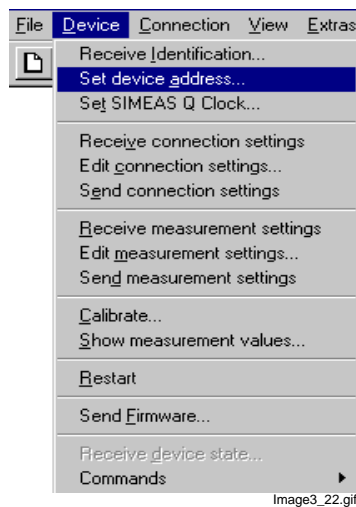 File Device Connection View Extras
Receive Identification...
Set device address...
Set SIMEAS Q Clock...
Receive connection settings
Edit connection settings...
Send connection settings
Receive measurement settings
Edit measurement settings...
Send measurement settings
Calibrate...
Show measurement values...
Restart
Send Firmware...
Receive device state...
Commands
Image3_22.gif